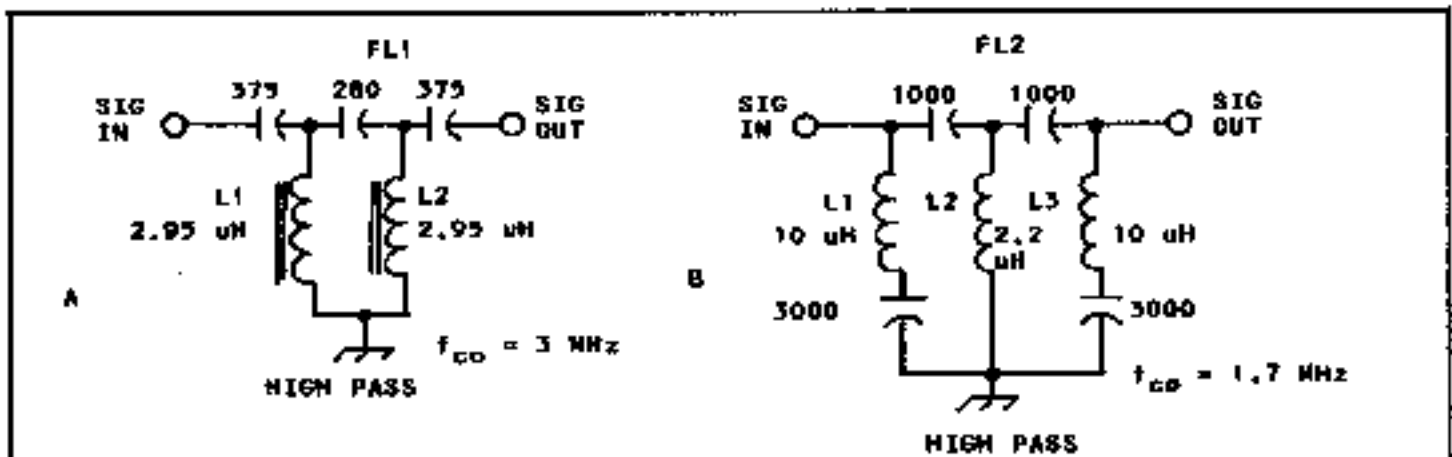 FL1
375 280 375
SIG IN
SIG OUT
L1
2.95 uH
L2
2.95 uH
A
fco = 3 MHz
HIGH PASS
FL2
1000 1000
SIG IN
SIG OUT
L1
10 uH
L2
2.2 uH
L3
10 uH
B
3000
3000
fco = 1.7 MHz
HIGH PASS